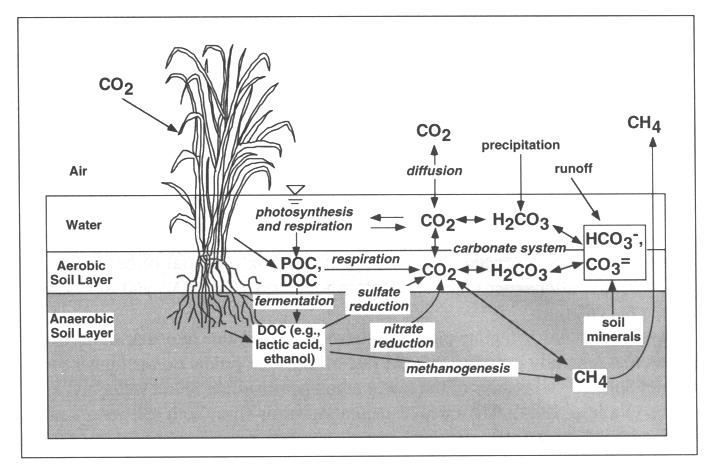 CO2
CO2
CH4
precipitation
runoff
Air
diffusion
Water
photosynthesis
and respiration
CO2
H2CO3
HCO3-,
CO3=
carbonate system
Aerobic
Soil Layer
POC,
DOC
respiration
CO2
H2CO3
fermentation
sulfate
reduction
Anaerobic
Soil Layer
DOC (e.g.,
lactic acid,
ethanol)
nitrate
reduction
soil
minerals
methanogenesis
CH4